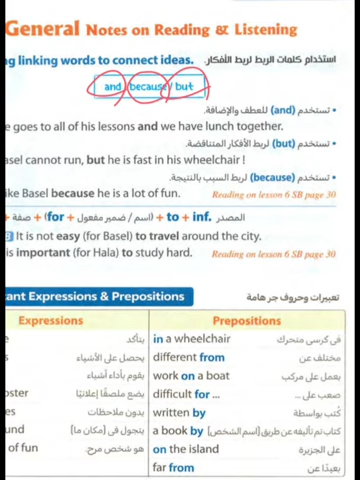 General Notes on Reading & Listening
linking words to connect ideas. استخدام كلمات الربط لربط الأفكار.
and / because / but
• تستخدم (and) للعطف والإضافة.
goes to all of his lessons and we have lunch together.
• تستخدم (but) لربط الأفكار المتناقضة.
cannot run, but he is fast in his wheelchair !
• تستخدم (because) لربط السبب بالنتيجة.
Basel because he is a lot of fun. Reading on lesson 6 SB page 30
+ صفة + (for + اسم / ضمير مفعول) + to + inf. المصدر
It is not easy (for Basel) to travel around the city.
is important (for Hala) to study hard. Reading on lesson 6 SB page 30
Expressions & Prepositions تعبيرات وحروف جر هامة
Expressions
Prepositions
يتأكد
in a wheelchair في كرسي متحرك
يحصل على الأشياء
different from مختلف عن
يقوم بأداء أشياء
work on a boat يعمل على مركب
يضع ملصقًا إعلانيًا
difficult for ... صعب على ...
بدون ملاحظات
written by كُتب بواسطة
يتجول في (مكان ما)
a book by كتاب تم تأليفه عن طريق (اسم الشخص)
of fun هو شخص مرح.
on the island على الجزيرة
far from بعيدًا عن